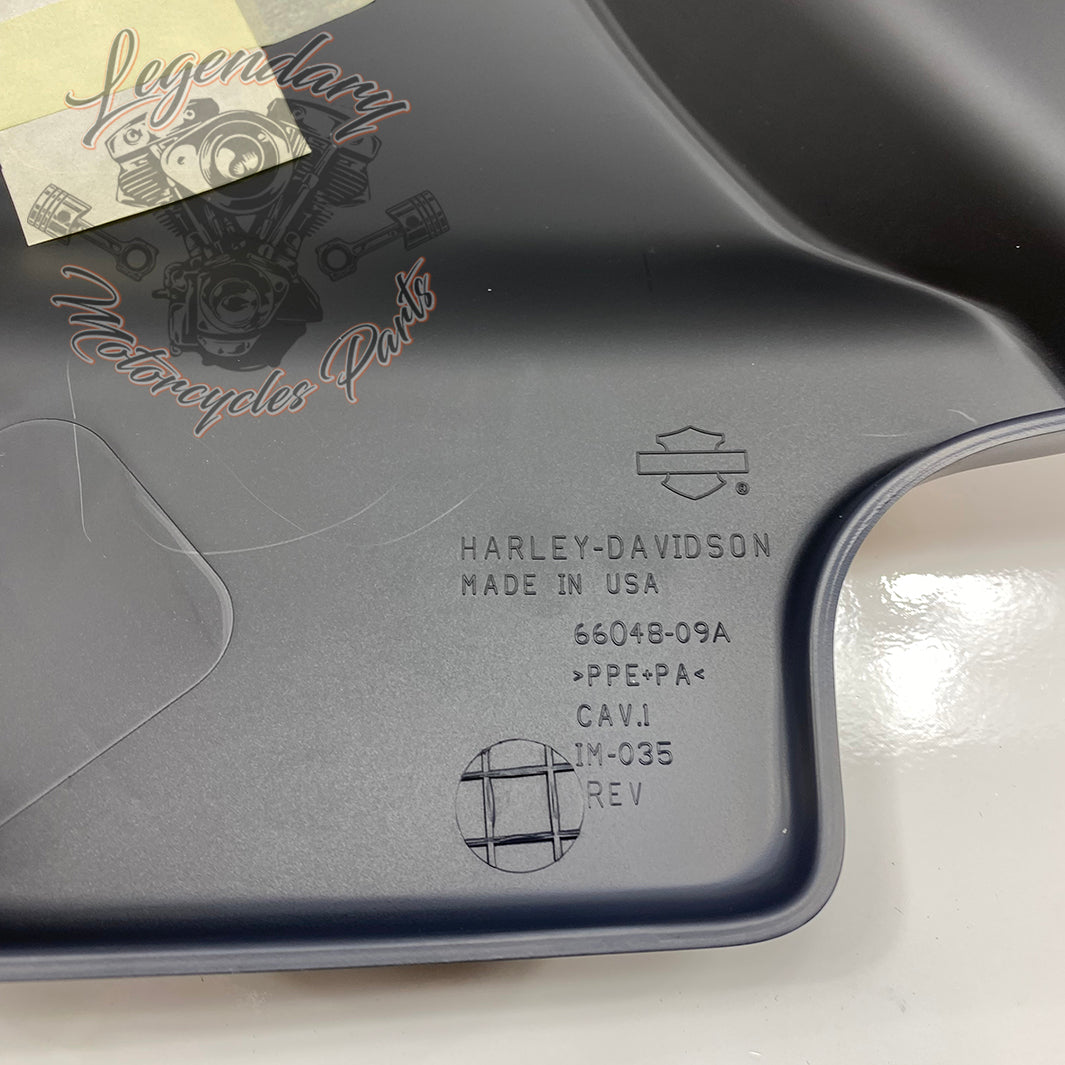 Legendary
Motorcycles Parts
®
HARLEY-DAVIDSON
MADE IN USA
66048-09A
>PPE+PA<
CAV.1
IM-035
REV